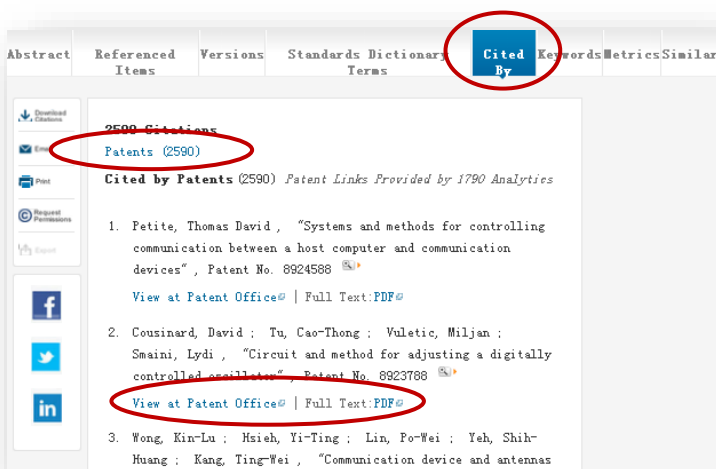 Abstract
Referenced Items
Versions
Standards Dictionary Terms
Cited By
Keywords
Metrics
Similar
Download Citations
Print
Request Permissions
Export
2590 Citations
Patents (2590)
Cited by Patents (2590) Patent Links Provided by 1790 Analytics
1. Petite, Thomas David , "Systems and methods for controlling
communication between a host computer and communication
devices" , Patent No. 8924588
View at Patent Office | Full Text:PDF
2. Cousinard, David ; Tu, Cao-Thong ; Vuletic, Miljan ;
Smaini, Lydi , "Circuit and method for adjusting a digitally
controlled oscillator" , Patent No. 8923788
View at Patent Office | Full Text:PDF
3. Wong, Kin-Lu ; Hsieh, Yi-Ting ; Lin, Po-Wei ; Yeh, Shih-
Huang ; Kang, Ting-Wei , "Communication device and antennas
f
in